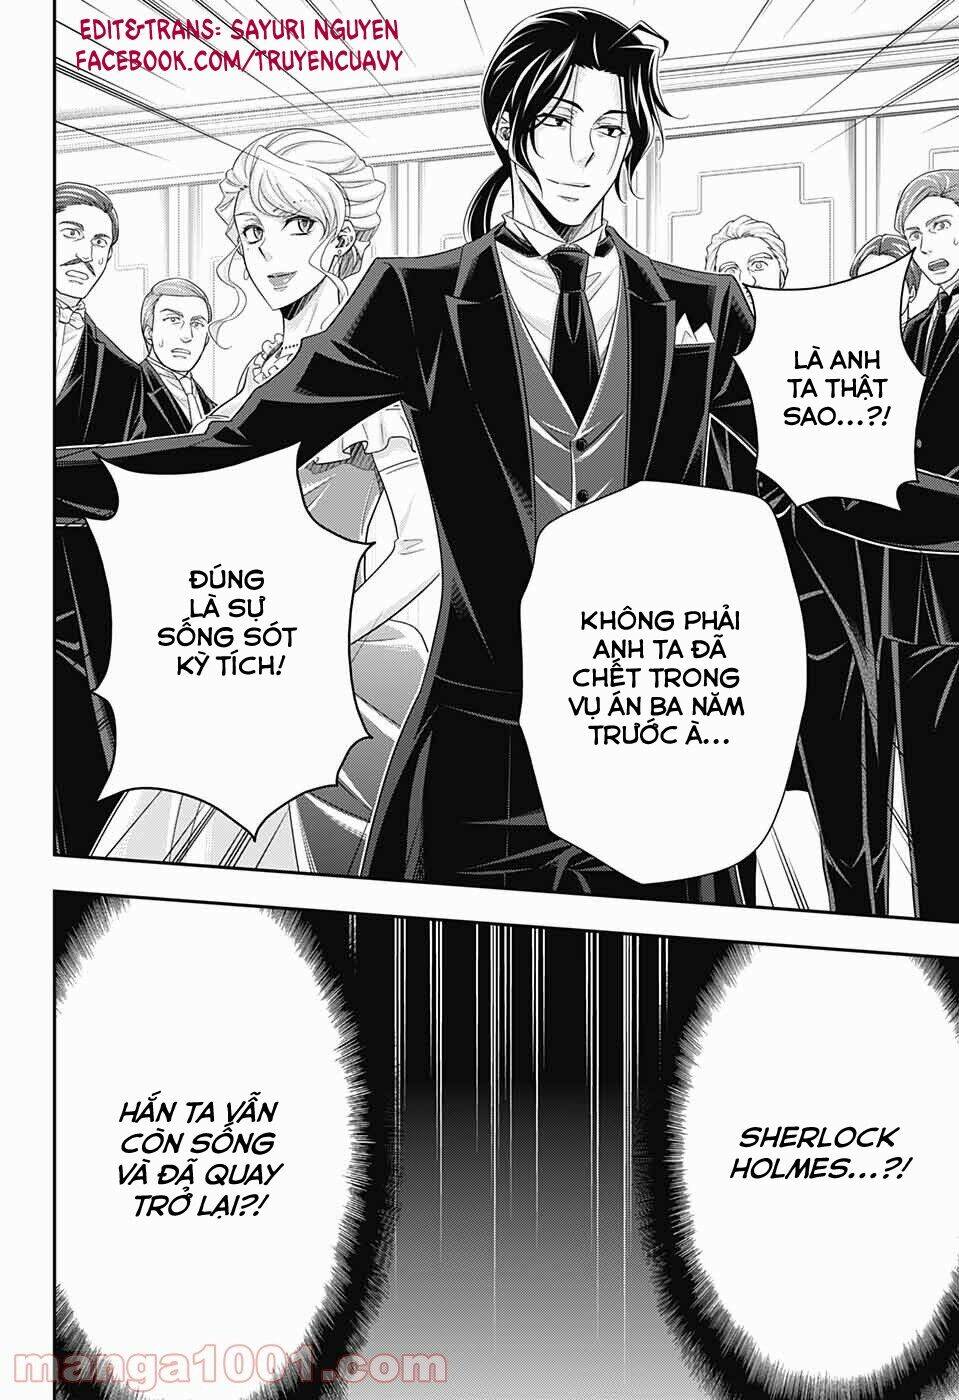 EDIT&TRANS: SAYURI NGUYEN
FACEBOOK.COM/TRUYENCUAVY
LÀ ANH
TA THẬT
SAO...?!
KHÔNG PHẢI
ANH TA ĐÃ
CHẾT TRONG
VỤ ÁN BA NĂM
TRƯỚC À...
ĐÚNG
LÀ SỰ
SỐNG SÓT
KỲ TÍCH!
SHERLOCK
HOLMES...?!
HẮN TA VẪN
CÒN SỐNG
VÀ ĐÃ QUAY
TRỞ LẠI?!
manga1001.com